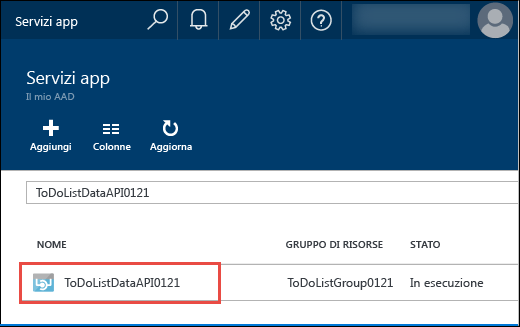 Servizi app
Servizi app
Il mio AAD
Aggiungi Colonne Aggiorna
ToDoListDataAPI0121
NOME GRUPPO DI RISORSE STATO
ToDoListDataAPI0121 ToDoListGroup0121 In esecuzione